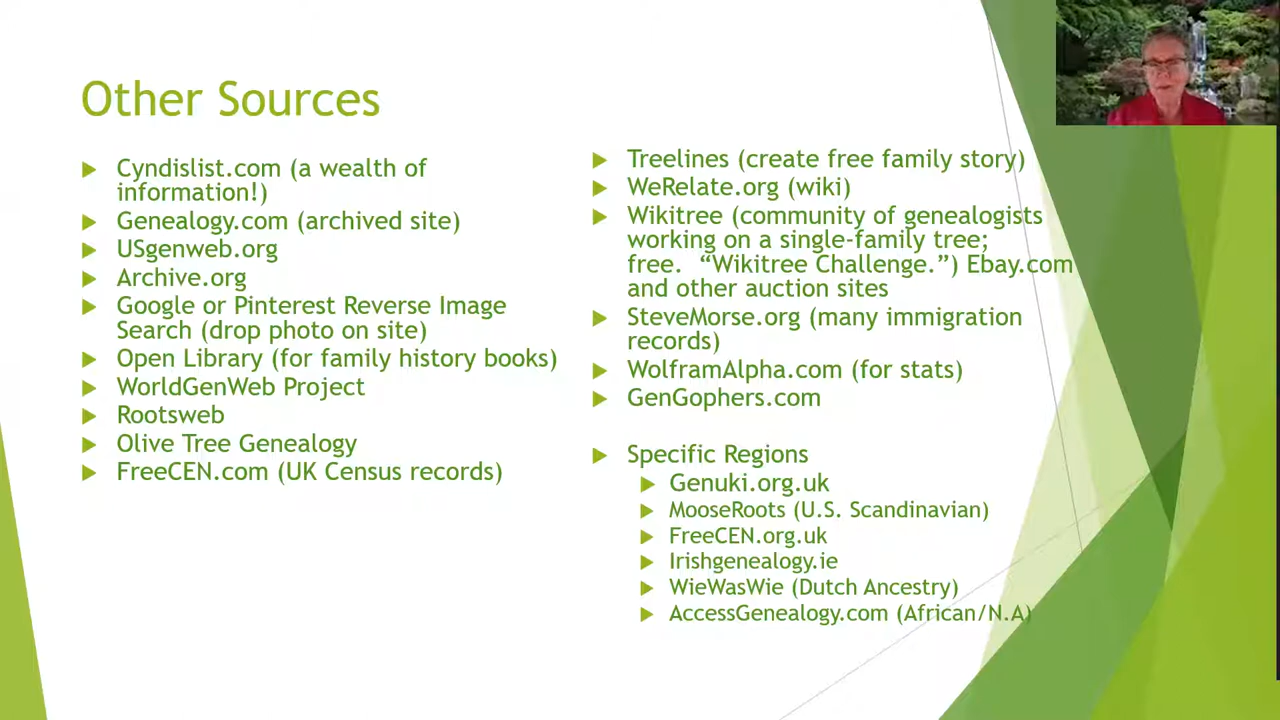 Other Sources
Cyndislist.com (a wealth of
information!)
Genealogy.com (archived site)
USgenweb.org
Archive.org
Google or Pinterest Reverse Image
Search (drop photo on site)
Open Library (for family history books)
WorldGenWeb Project
Rootsweb
Olive Tree Genealogy
FreeCEN.com (UK Census records)
Treelines (create free family story)
WeRelate.org (wiki)
Wikitree (community of genealogists
working on a single-family tree;
free.  “Wikitree Challenge.”) Ebay.com
and other auction sites
SteveMorse.org (many immigration
records)
WolframAlpha.com (for stats)
GenGophers.com
Specific Regions
Genuki.org.uk
MooseRoots (U.S. Scandinavian)
FreeCEN.org.uk
Irishgenealogy.ie
WieWasWie (Dutch Ancestry)
AccessGenealogy.com (African/N.A)